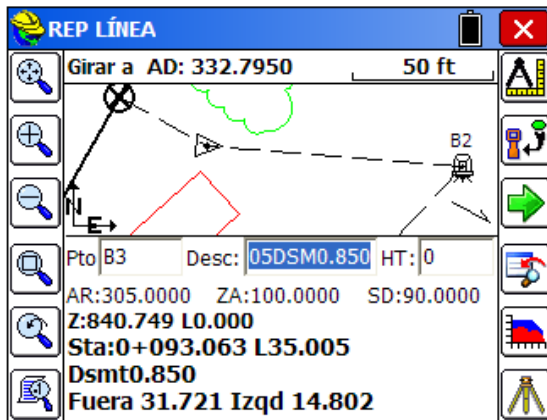 REP LÍNEA
Girar a AD: 332.7950 50 ft
B2
N
E
Pto B3 Desc: 05DSM0.850 HT: 0
AR:305.0000 ZA:100.0000 SD:90.0000
Z:840.749 L0.000
Sta:0+093.063 L35.005
Dsmt0.850
Fuera 31.721 Izqd 14.802